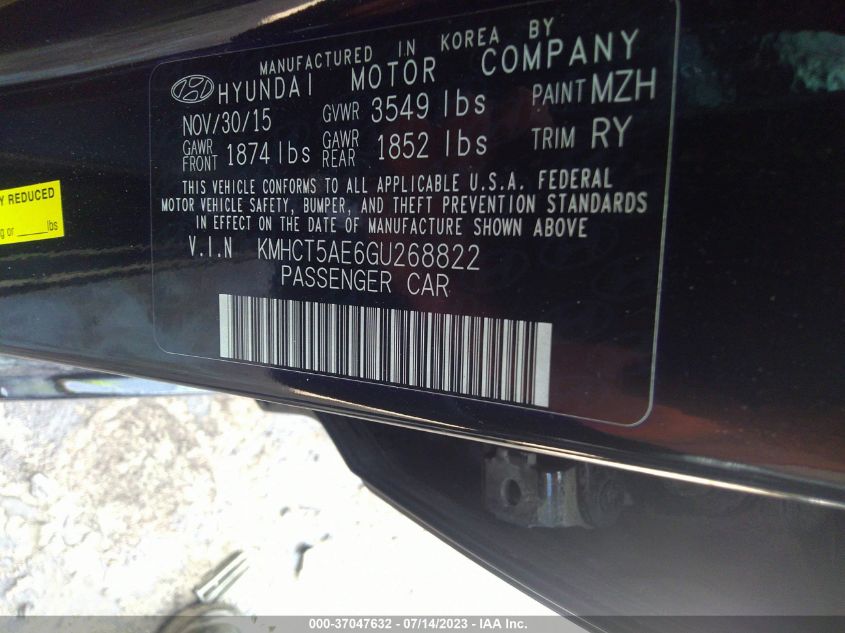 MANUFACTURED IN KOREA BY
HYUNDAI MOTOR COMPANY
NOV/30/15 GVWR 3549 lbs PAINT MZH
GAWR FRONT 1874 lbs GAWR REAR 1852 lbs TRIM RY
THIS VEHICLE CONFORMS TO ALL APPLICABLE U.S.A. FEDERAL
MOTOR VEHICLE SAFETY, BUMPER, AND THEFT PREVENTION STANDARDS
IN EFFECT ON THE DATE OF MANUFACTURE SHOWN ABOVE
V.I.N KMHCT5AE6GU268822
PASSENGER CAR
REDUCED
or _____ lbs
000-37047632 - 07/14/2023 - IAA Inc.